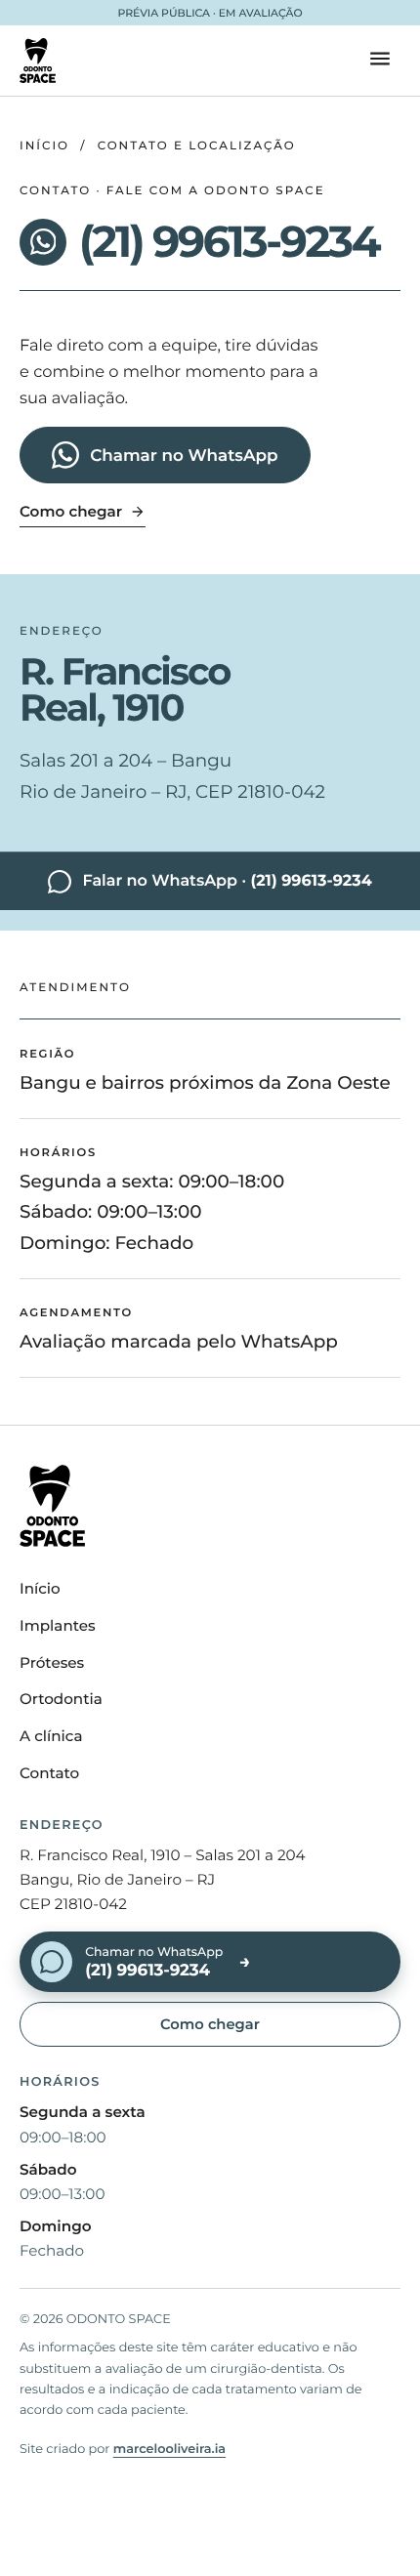 PRÉVIA PÚBLICA · EM AVALIAÇÃO
ODONTO
SPACE
INÍCIO / CONTATO E LOCALIZAÇÃO
CONTATO · FALE COM A ODONTO SPACE
(21) 99613-9234
Fale direto com a equipe, tire dúvidas
e combine o melhor momento para a
sua avaliação.
Chamar no WhatsApp
Como chegar →
ENDEREÇO
R. Francisco
Real, 1910
Salas 201 a 204 – Bangu
Rio de Janeiro – RJ, CEP 21810-042
Falar no WhatsApp · (21) 99613-9234
ATENDIMENTO
REGIÃO
Bangu e bairros próximos da Zona Oeste
HORÁRIOS
Segunda a sexta: 09:00–18:00
Sábado: 09:00–13:00
Domingo: Fechado
AGENDAMENTO
Avaliação marcada pelo WhatsApp
ODONTO
SPACE
Início
Implantes
Próteses
Ortodontia
A clínica
Contato
ENDEREÇO
R. Francisco Real, 1910 – Salas 201 a 204
Bangu, Rio de Janeiro – RJ
CEP 21810-042
Chamar no WhatsApp
(21) 99613-9234 →
Como chegar
HORÁRIOS
Segunda a sexta
09:00–18:00
Sábado
09:00–13:00
Domingo
Fechado
© 2026 ODONTO SPACE
As informações deste site têm caráter educativo e não
substituem a avaliação de um cirurgião-dentista. Os
resultados e a indicação de cada tratamento variam de
acordo com cada paciente.
Site criado por marcelooliveira.ia